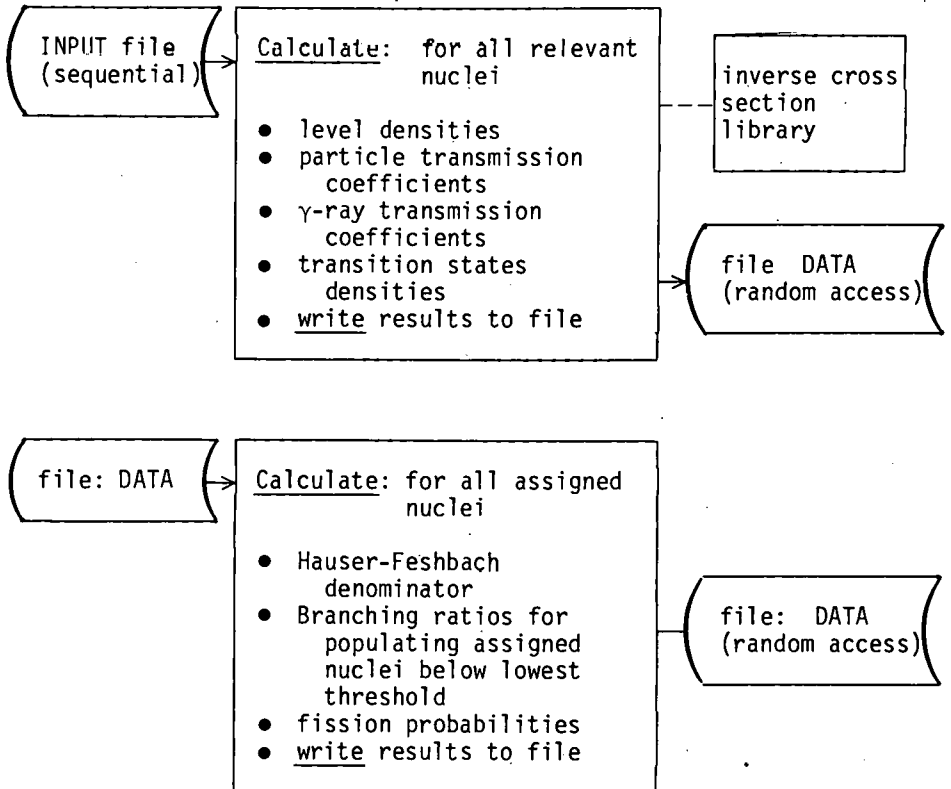 INPUT file
(sequential)
Calculate: for all relevant
nuclei
● level densities
● particle transmission
coefficients
● γ-ray transmission
coefficients
● transition states
densities
● write results to file
inverse cross
section
library
file DATA
(random access)
file: DATA
Calculate: for all assigned
nuclei
● Hauser-Feshbach
denominator
● Branching ratios for
populating assigned
nuclei below lowest
threshold
● fission probabilities
● write results to file
file: DATA
(random access)